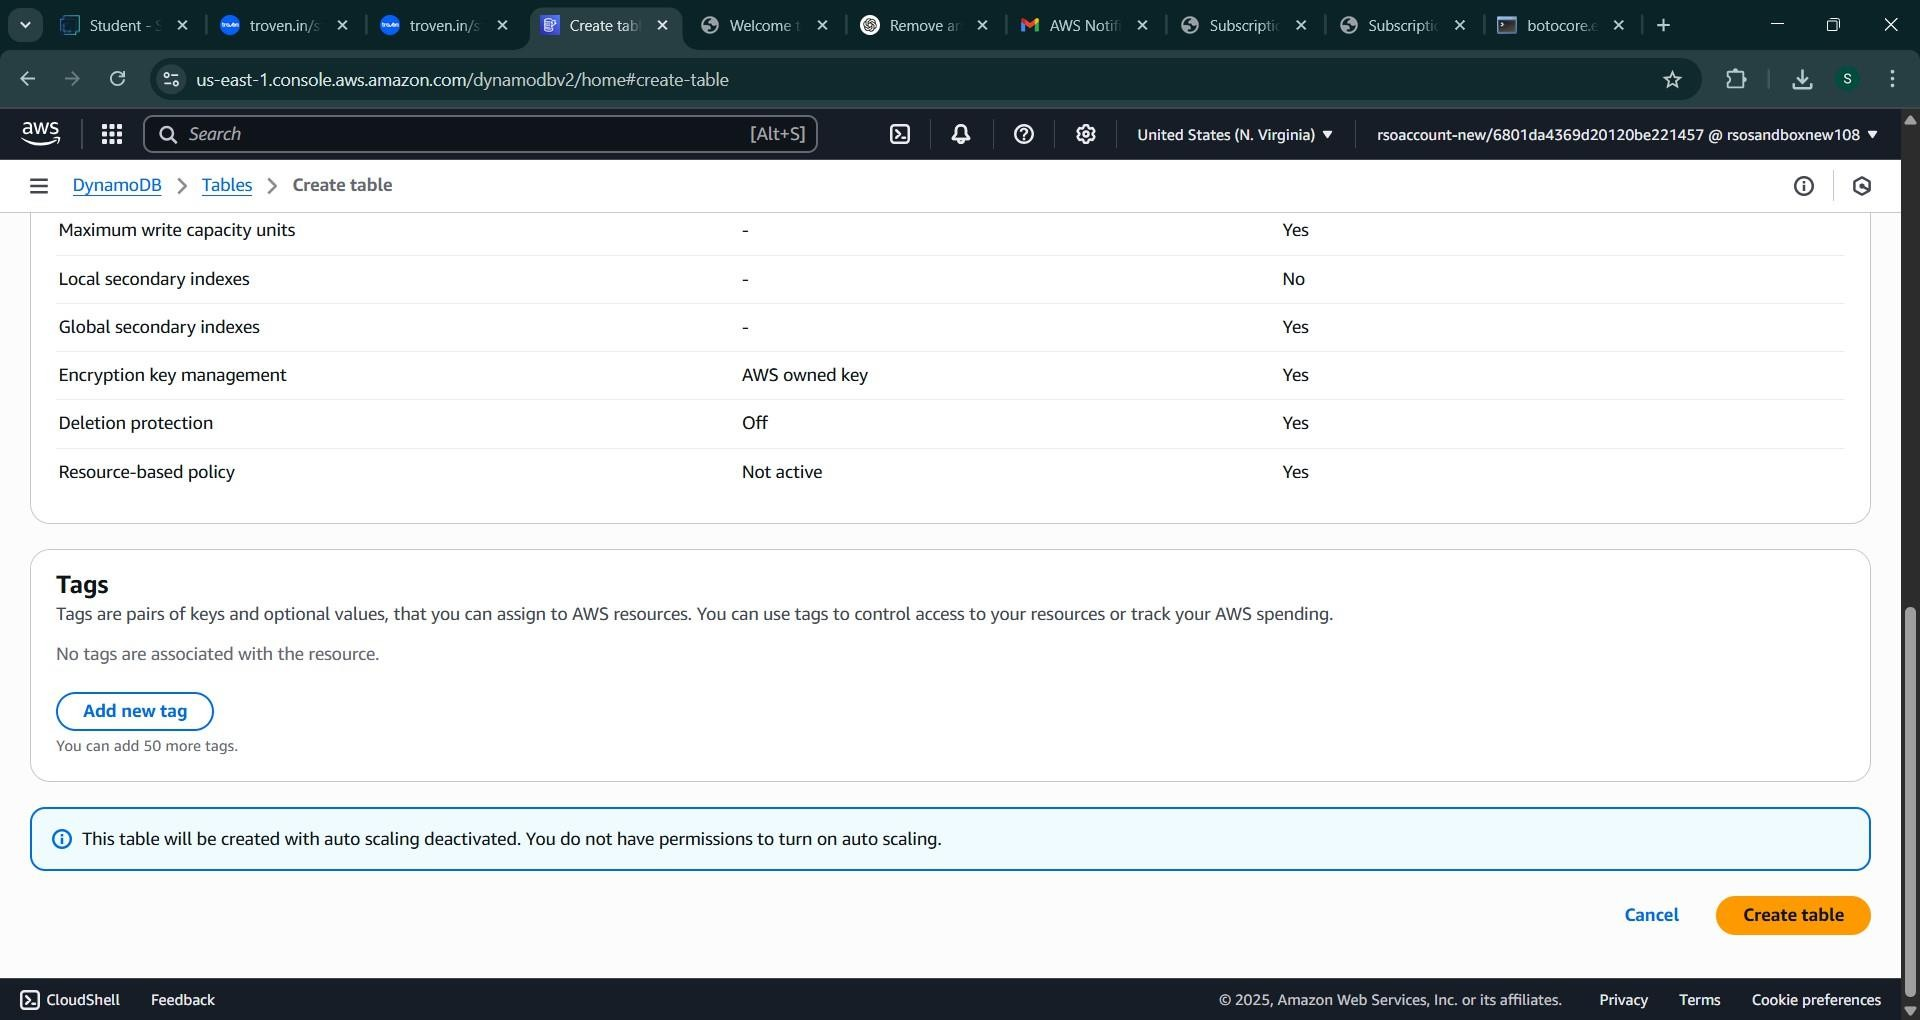 Student - S
troven.in/s
troven.in/s
Create tabl
Welcome t
Remove an
AWS Notifi
Subscriptio
Subscriptio
botocore.e
us-east-1.console.aws.amazon.com/dynamodbv2/home#create-table
S
aws
Search
[Alt+S]
United States (N. Virginia)
rsoaccount-new/6801da4369d20120be221457 @ rsosandboxnew108
DynamoDB > Tables > Create table
Maximum write capacity units - Yes
Local secondary indexes - No
Global secondary indexes - Yes
Encryption key management AWS owned key Yes
Deletion protection Off Yes
Resource-based policy Not active Yes
Tags
Tags are pairs of keys and optional values, that you can assign to AWS resources. You can use tags to control access to your resources or track your AWS spending.
No tags are associated with the resource.
Add new tag
You can add 50 more tags.
This table will be created with auto scaling deactivated. You do not have permissions to turn on auto scaling.
Cancel
Create table
CloudShell Feedback © 2025, Amazon Web Services, Inc. or its affiliates. Privacy Terms Cookie preferences